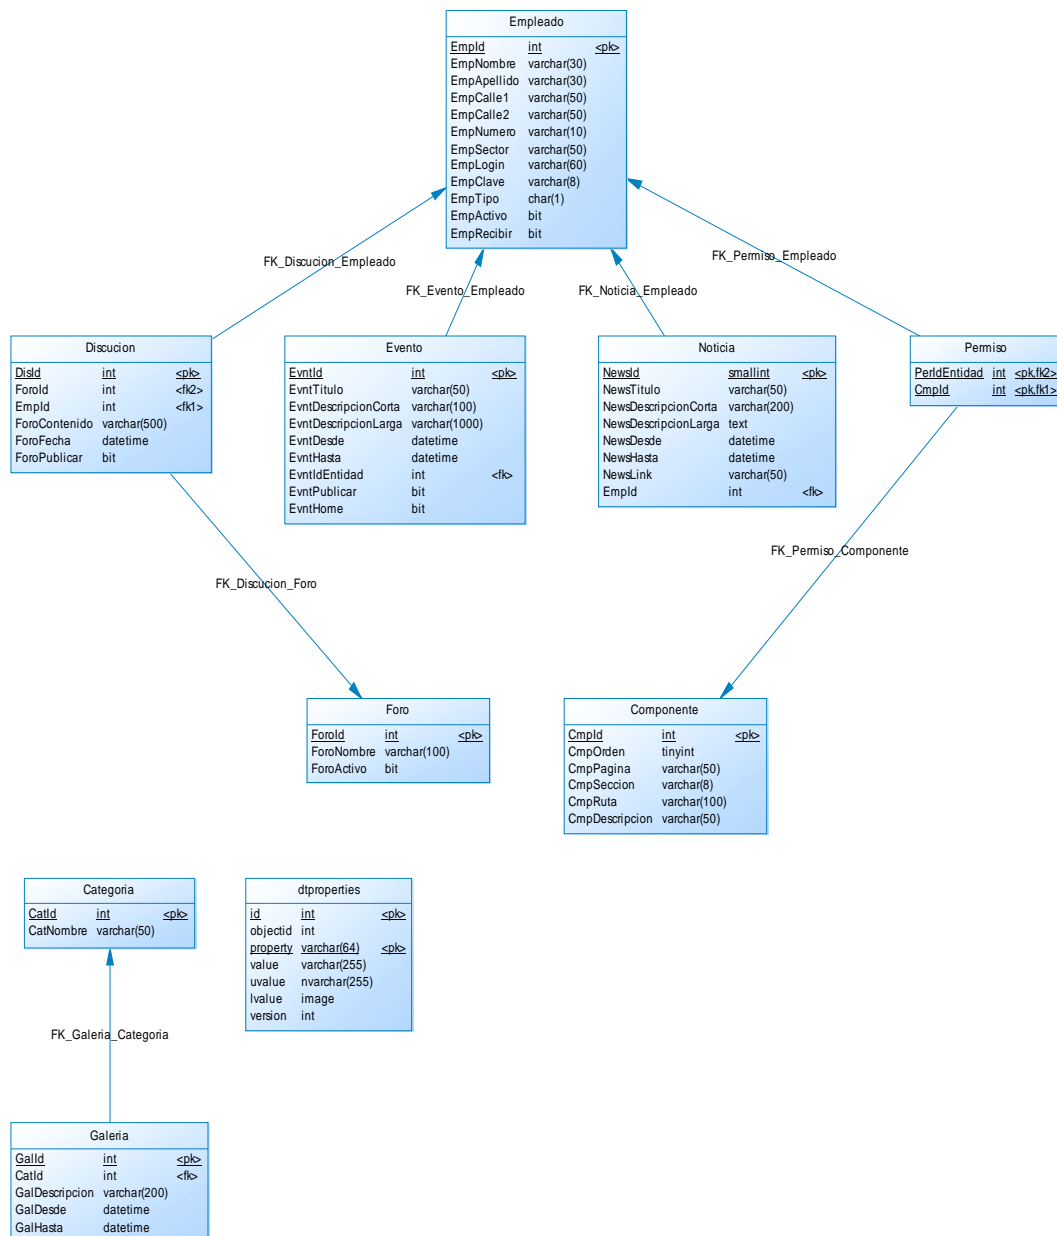 Empleado
EmpId int <pk>
EmpNombre varchar(30)
EmpApellido varchar(30)
EmpCalle1 varchar(50)
EmpCalle2 varchar(50)
EmpNumero varchar(10)
EmpSector varchar(50)
EmpLogin varchar(60)
EmpClave varchar(8)
EmpTipo char(1)
EmpActivo bit
EmpRecibir bit
FK_Discucion_Empleado
FK_Evento_Empleado
FK_Noticia_Empleado
FK_Permiso_Empleado
Discucion
DisId int <pk>
ForoId int <fk2>
EmpId int <fk1>
ForoContenido varchar(500)
ForoFecha datetime
ForoPublicar bit
Evento
EvntId int <pk>
EvntTitulo varchar(50)
EvntDescripcionCorta varchar(100)
EvntDescripcionLarga varchar(1000)
EvntDesde datetime
EvntHasta datetime
EvntIdEntidad int <fk>
EvntPublicar bit
EvntHome bit
Noticia
NewsId smallint <pk>
NewsTitulo varchar(50)
NewsDescripcionCorta varchar(200)
NewsDescripcionLarga text
NewsDesde datetime
NewsHasta datetime
NewsLink varchar(50)
EmpId int <fk>
Permiso
PerIdEntidad int <pk,fk2>
CmpId int <pk,fk1>
FK_Discucion_Foro
FK_Permiso_Componente
Foro
ForoId int <pk>
ForoNombre varchar(100)
ForoActivo bit
Componente
CmpId int <pk>
CmpOrden tinyint
CmpPagina varchar(50)
CmpSeccion varchar(8)
CmpRuta varchar(100)
CmpDescripcion varchar(50)
Categoria
CatId int <pk>
CatNombre varchar(50)
dtproperties
id int <pk>
objectid int
property varchar(64) <pk>
value varchar(255)
uvalue nvarchar(255)
lvalue image
version int
FK_Galeria_Categoria
Galeria
GalId int <pk>
CatId int <fk>
GalDescripcion varchar(200)
GalDesde datetime
GalHasta datetime